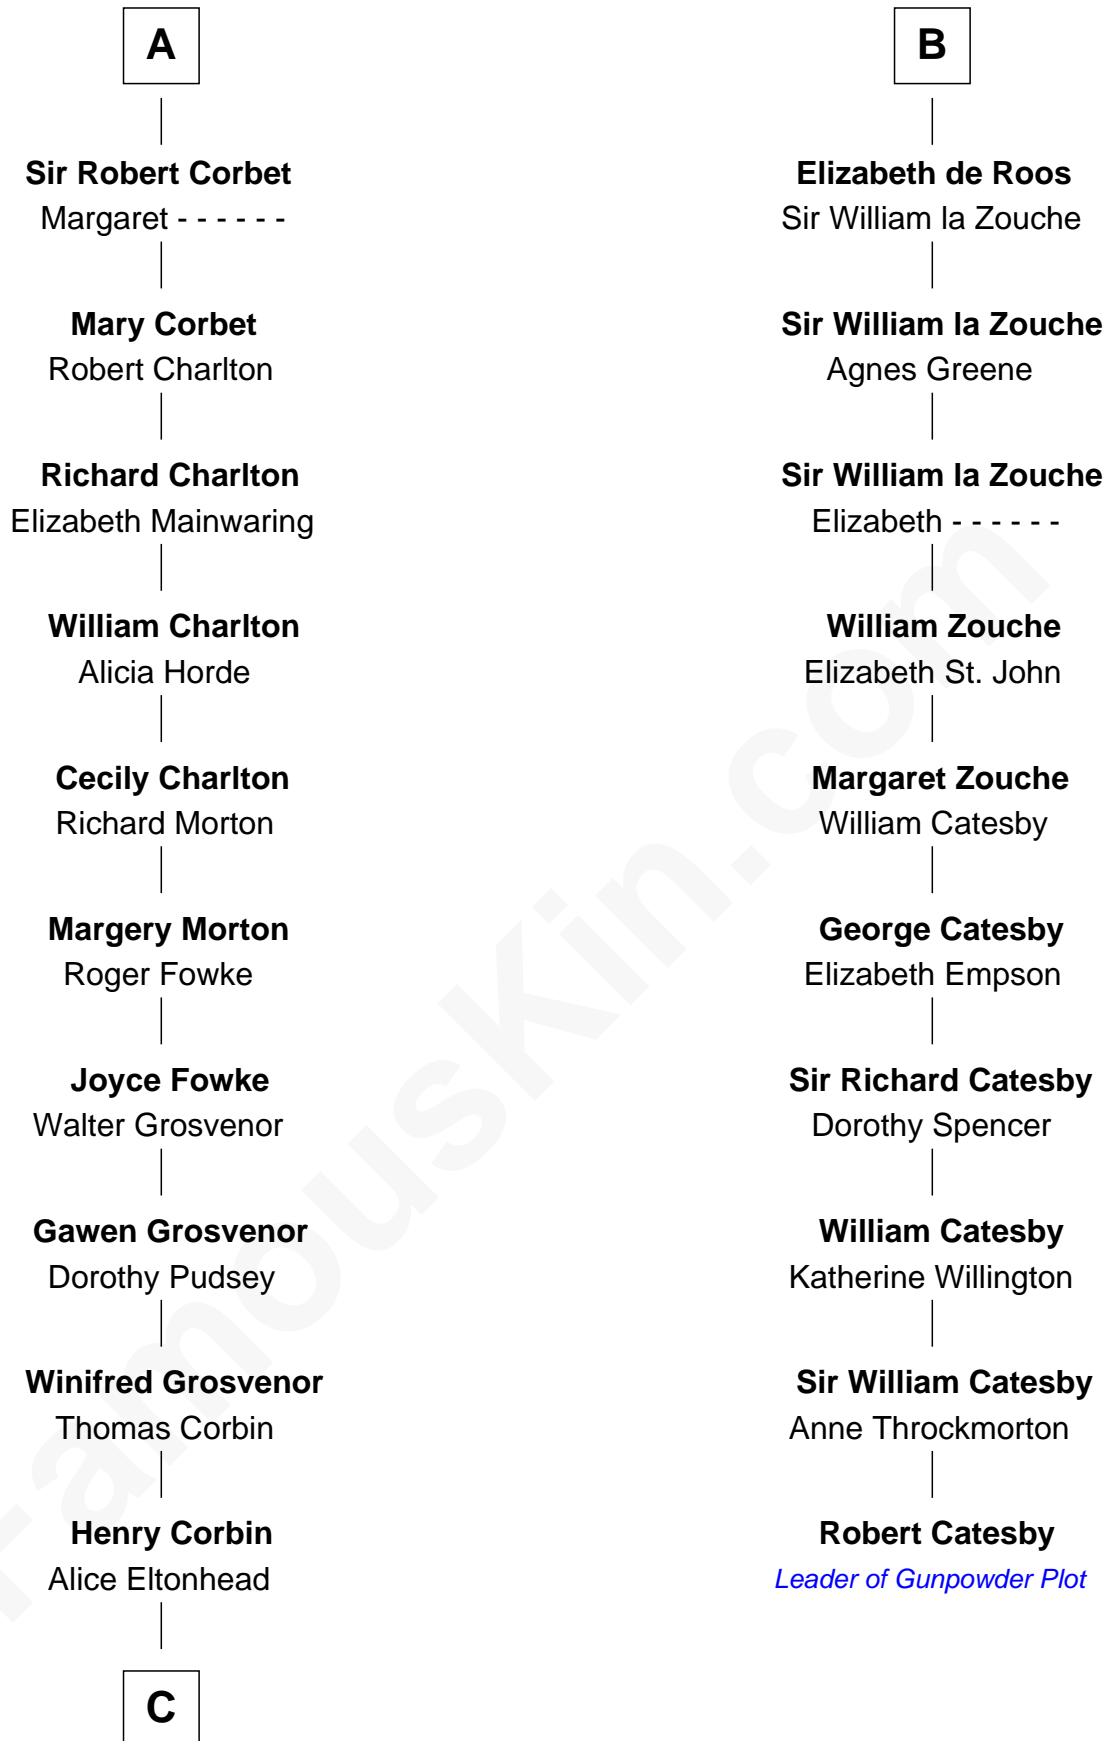 A
Sir Robert Corbet
Margaret - - - - - -
Mary Corbet
Robert Charlton
Richard Charlton
Elizabeth Mainwaring
William Charlton
Alicia Horde
Cecily Charlton
Richard Morton
Margery Morton
Roger Fowke
Joyce Fowke
Walter Grosvenor
Gawen Grosvenor
Dorothy Pudsey
Winifred Grosvenor
Thomas Corbin
Henry Corbin
Alice Eltonhead
C
B
Elizabeth de Roos
Sir William la Zouche
Sir William la Zouche
Agnes Greene
Sir William la Zouche
Elizabeth - - - - - -
William Zouche
Elizabeth St. John
Margaret Zouche
William Catesby
George Catesby
Elizabeth Empson
Sir Richard Catesby
Dorothy Spencer
William Catesby
Katherine Willington
Sir William Catesby
Anne Throckmorton
Robert Catesby
Leader of Gunpowder Plot
FamousKin.com